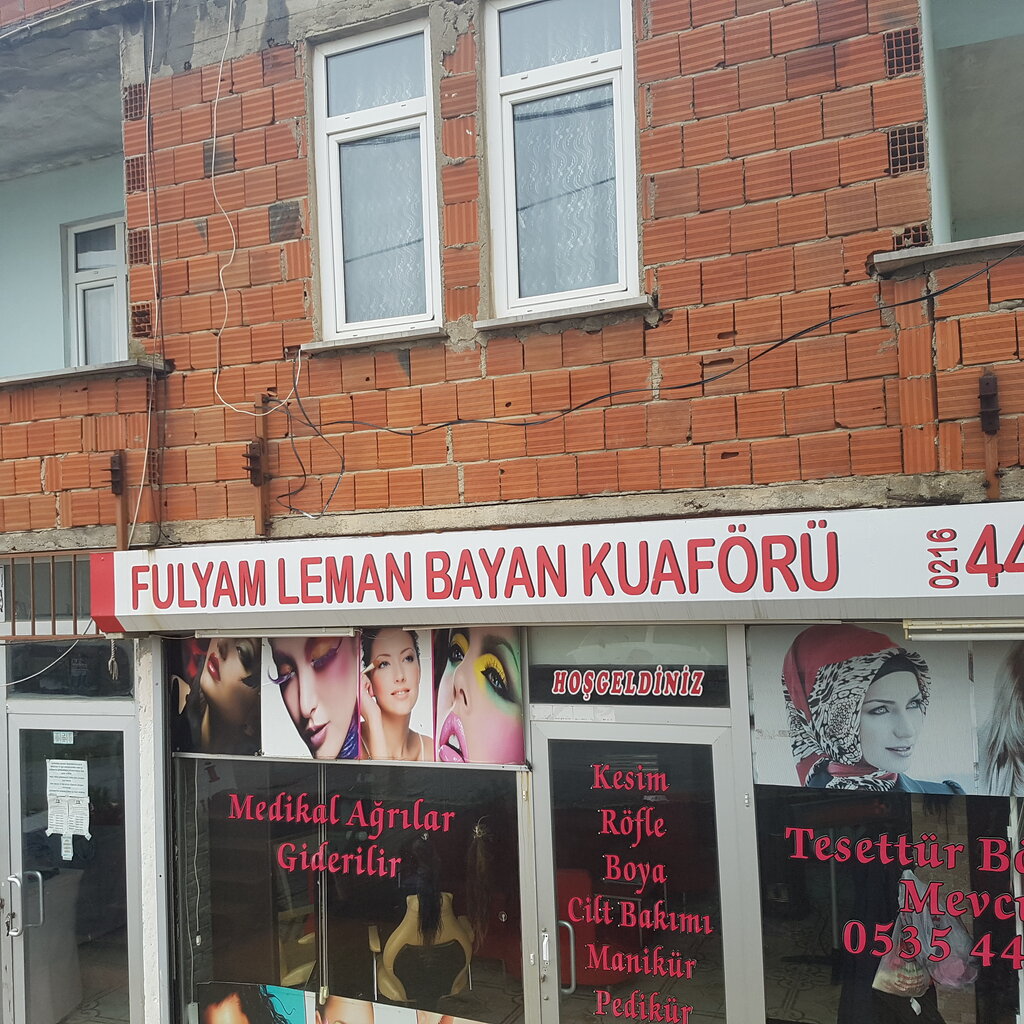 FULYAM LEMAN BAYAN KUAFÖRÜ
0216
44
HOŞGELDİNİZ
Medikal Ağrılar
Giderilir
Kesim
Röfle
Boya
Cilt Bakımı
Manikür
Pedikür
Tesettür
0535 44